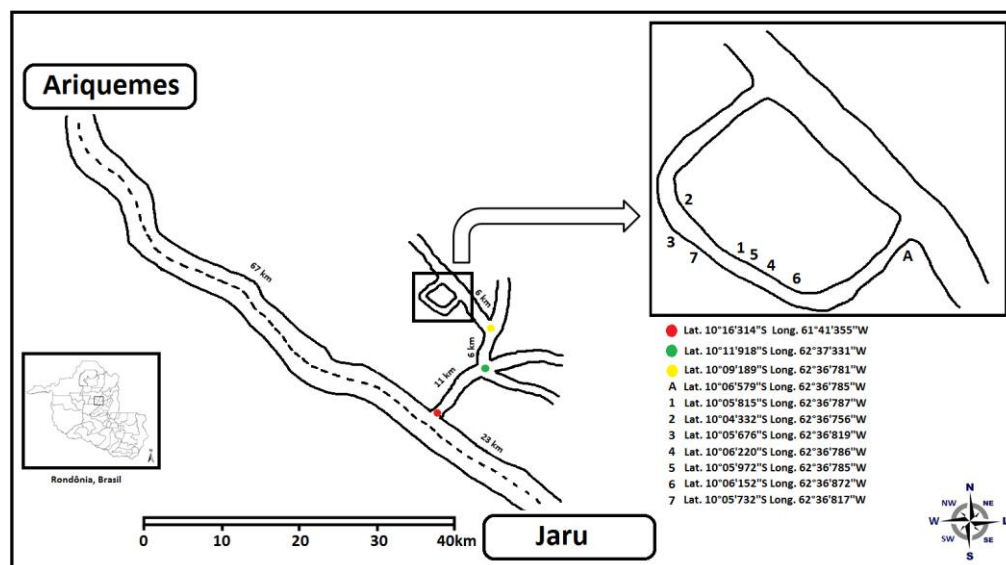 Ariquemes
67 km
6 km
6 km
11 km
23 km
Rondônia, Brasil
0 10 20 30 40km
Jaru
2
3
7
1
5
4
6
A
Lat. 10°16'314"S Long. 61°41'355"W
Lat. 10°11'918"S Long. 62°37'331"W
Lat. 10°09'189"S Long. 62°36'781"W
A Lat. 10°06'579"S Long. 62°36'785"W
1 Lat. 10°05'815"S Long. 62°36'787"W
2 Lat. 10°04'332"S Long. 62°36'756"W
3 Lat. 10°05'676"S Long. 62°36'819"W
4 Lat. 10°06'220"S Long. 62°36'786"W
5 Lat. 10°05'972"S Long. 62°36'785"W
6 Lat. 10°06'152"S Long. 62°36'872"W
7 Lat. 10°05'732"S Long. 62°36'817"W
N
NW NE
W L
SW SE
S